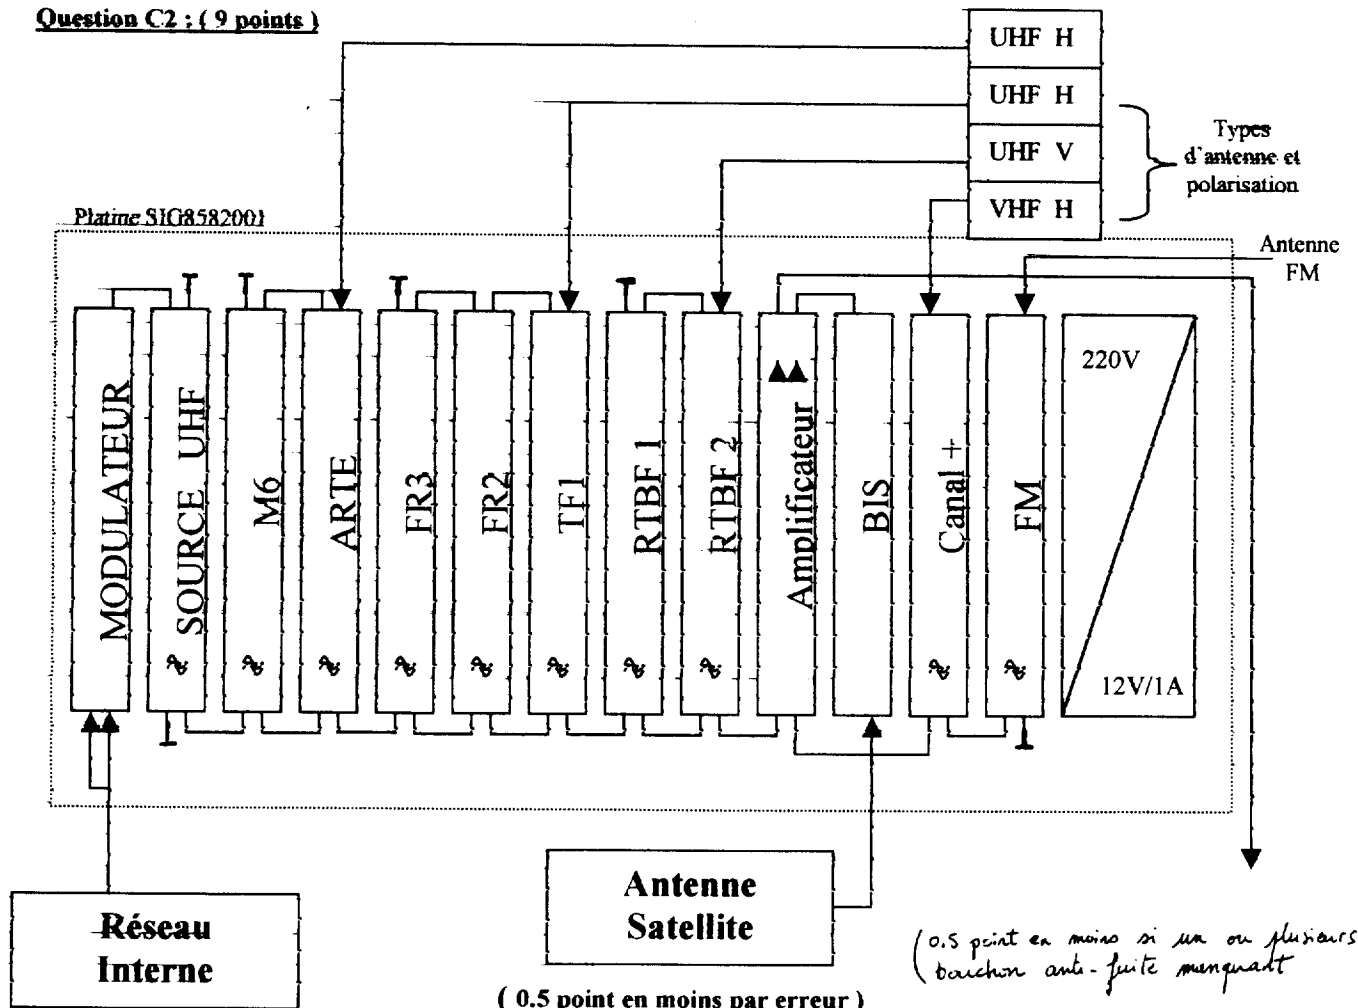 Question C2 : ( 9 points )
UHF H
UHF H
UHF V
VHF H
Types
d'antenne et
polarisation
Platine SIG8582001
Antenne
FM
MODULATEUR
SOURCE UHF
M6
ARTE
FR3
FR2
TF1
RTBF 1
RTBF 2
Amplificateur
BIS
Canal +
FM
220V
12V/1A
Réseau
Interne
Antenne
Satellite
( 0.5 point en moins si un ou plusieurs
bouchon anti-fuite manquant
( 0.5 point en moins par erreur )